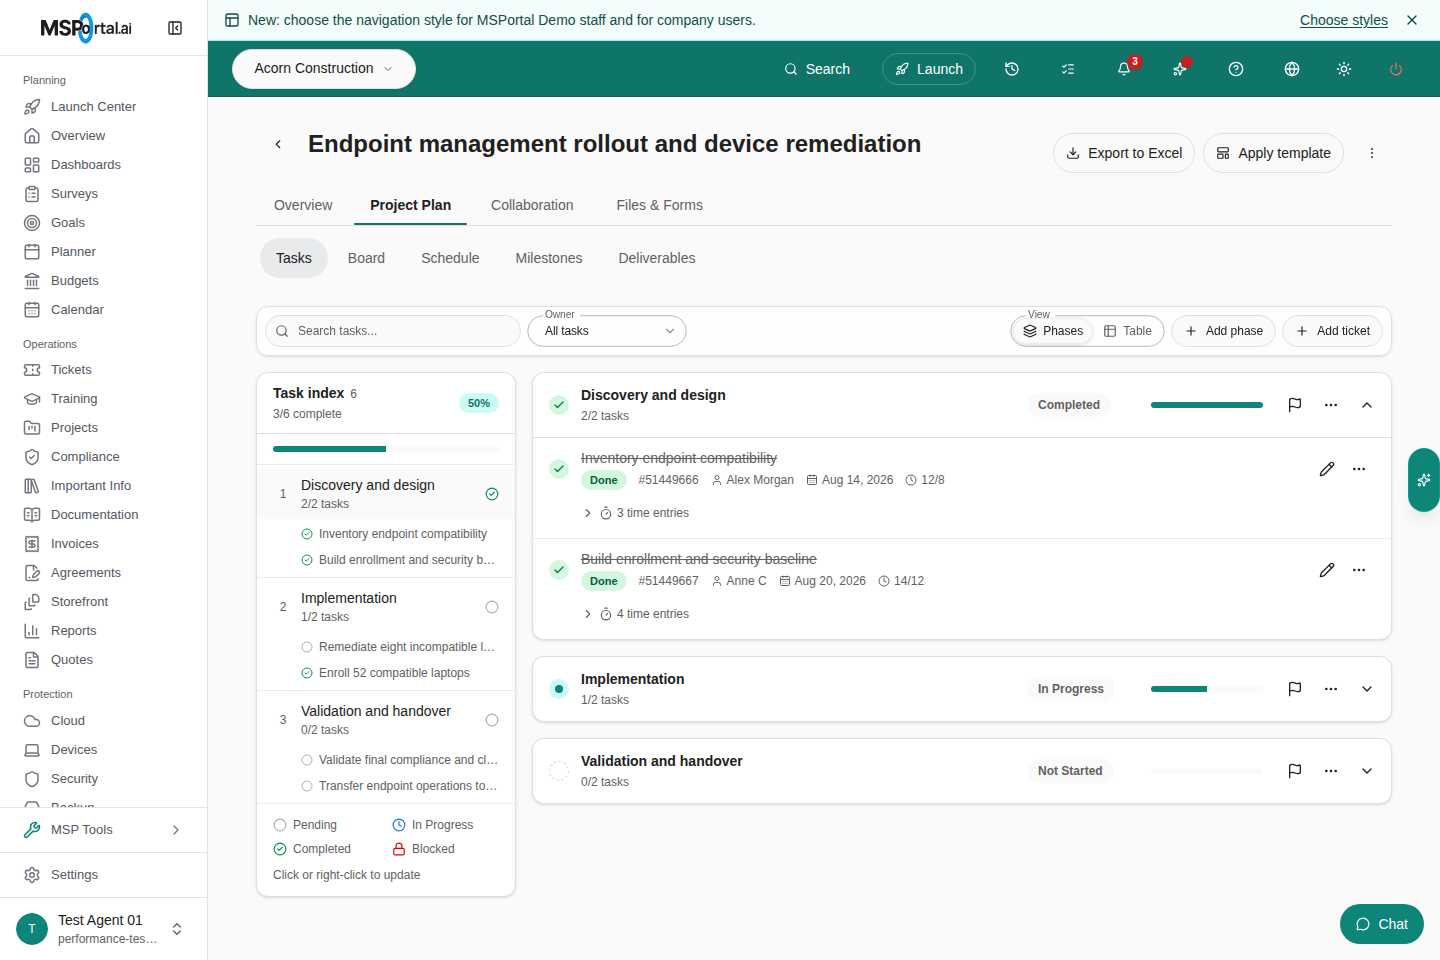 MSPortal.ai
New: choose the navigation style for MSPortal Demo staff and for company users.
Choose styles
Acorn Construction
Search
Launch
3
Planning
Launch Center
Overview
Dashboards
Surveys
Goals
Planner
Budgets
Calendar
Operations
Tickets
Training
Projects
Compliance
Important Info
Documentation
Invoices
Agreements
Storefront
Reports
Quotes
Protection
Cloud
Devices
Security
Backup
MSP Tools
Settings
T
Test Agent 01
performance-tes…
Endpoint management rollout and device remediation
Export to Excel
Apply template
Overview
Project Plan
Collaboration
Files & Forms
Tasks
Board
Schedule
Milestones
Deliverables
Search tasks...
Owner
All tasks
View
Phases
Table
Add phase
Add ticket
Task index 6
3/6 complete
50%
1
Discovery and design
2/2 tasks
Inventory endpoint compatibility
Build enrollment and security b…
2
Implementation
1/2 tasks
Remediate eight incompatible l…
Enroll 52 compatible laptops
3
Validation and handover
0/2 tasks
Validate final compliance and cl…
Transfer endpoint operations to…
Pending
In Progress
Completed
Blocked
Click or right-click to update
Discovery and design
2/2 tasks
Completed
Inventory endpoint compatibility
Done #51449666 Alex Morgan Aug 14, 2026 12/8
3 time entries
Build enrollment and security baseline
Done #51449667 Anne C Aug 20, 2026 14/12
4 time entries
Implementation
1/2 tasks
In Progress
Validation and handover
0/2 tasks
Not Started
Chat